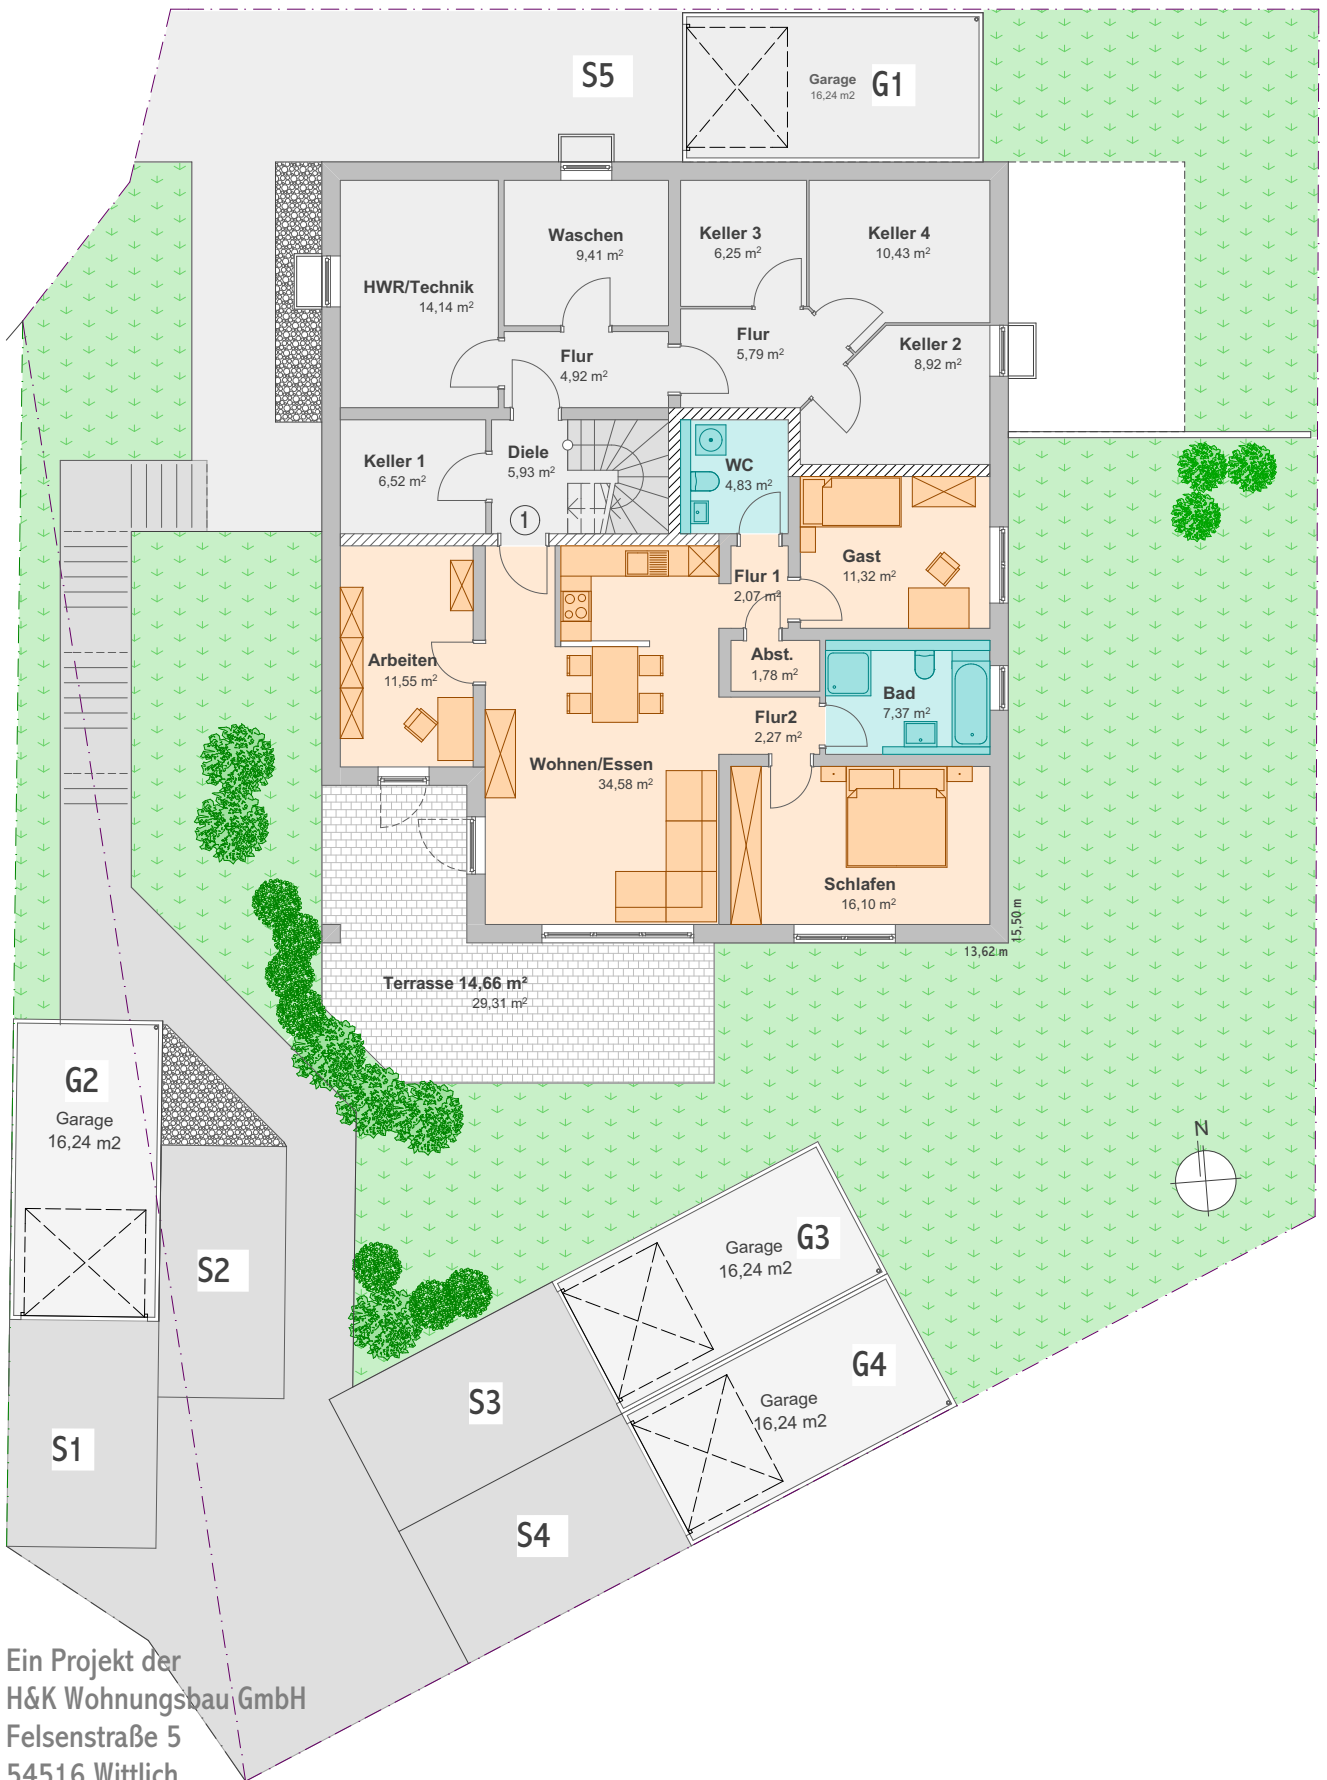 S5
Garage
16,24 m2
G1
Waschen
9,41 m²
Keller 3
6,25 m²
Keller 4
10,43 m²
HWR/Technik
14,14 m²
Flur
4,92 m²
Flur
5,79 m²
Keller 2
8,92 m²
Keller 1
6,52 m²
Diele
5,93 m²
1
WC
4,83 m²
Gast
11,32 m²
Flur 1
2,07 m²
Arbeiten
11,55 m²
Abst.
1,78 m²
Bad
7,37 m²
Flur2
2,27 m²
Wohnen/Essen
34,58 m²
Schlafen
16,10 m²
15,50 m
13,62 m
Terrasse 14,66 m²
29,31 m²
G2
Garage
16,24 m2
N
S2
Garage
16,24 m2
G3
G4
Garage
16,24 m2
S3
S1
S4
Ein Projekt der
H&K Wohnungsbau GmbH
Felsenstraße 5
54516 Wittlich